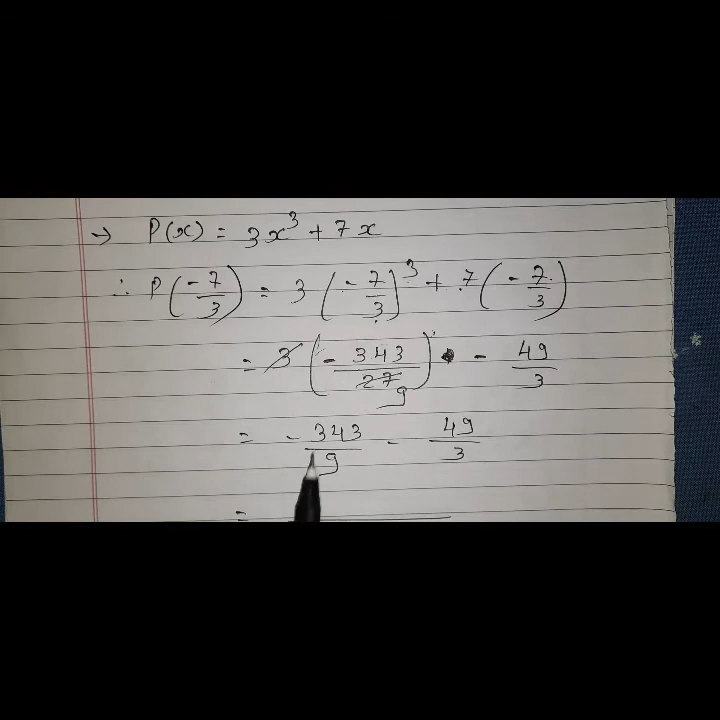 → P(x) = 3x³ + 7x
∴ P(-7/3) = 3(-7/3)³ + 7(-7/3)
= 3(-343/27 9) - 49/3
= -343/9 - 49/3
=